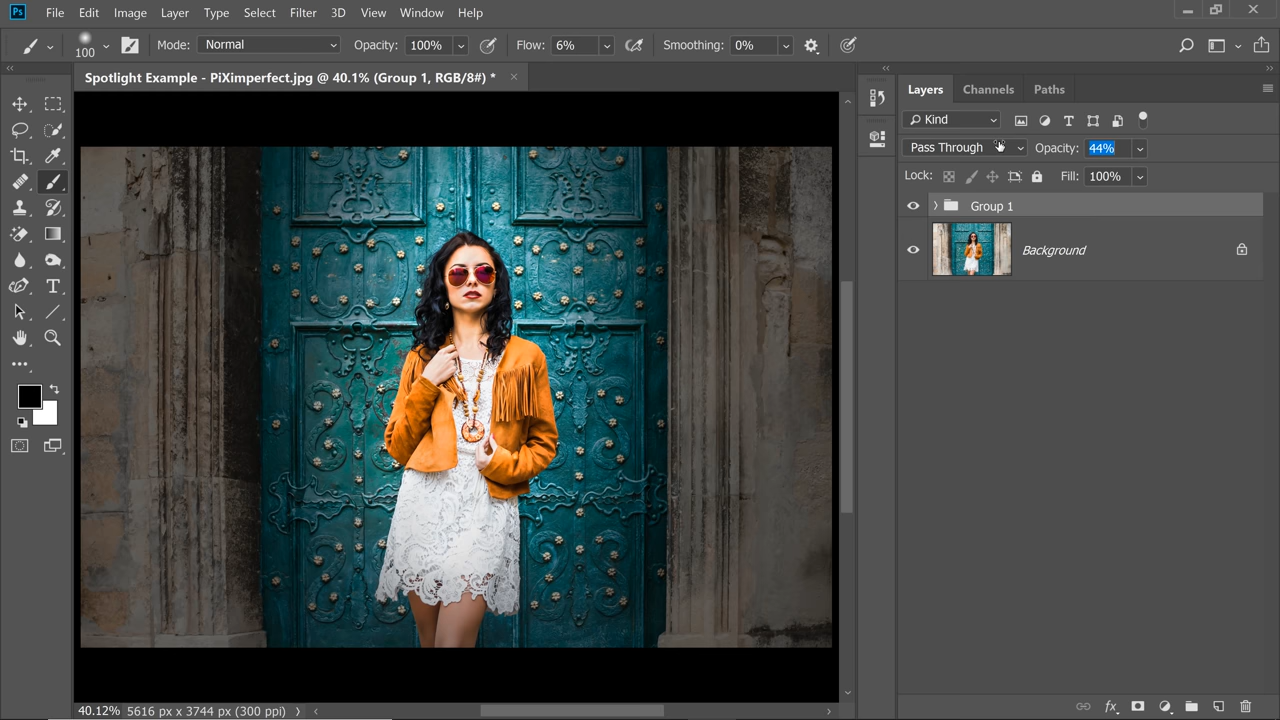 Ps File Edit Image Layer Type Select Filter 3D View Window Help
100 Mode: Normal Opacity: 100% Flow: 6% Smoothing: 0%
Spotlight Example - PiXimperfect.jpg @ 40.1% (Group 1, RGB/8#) *
Layers Channels Paths
Kind
Pass Through Opacity: 44%
Lock: Fill: 100%
Group 1
Background
fx
40.12% 5616 px x 3744 px (300 ppi)